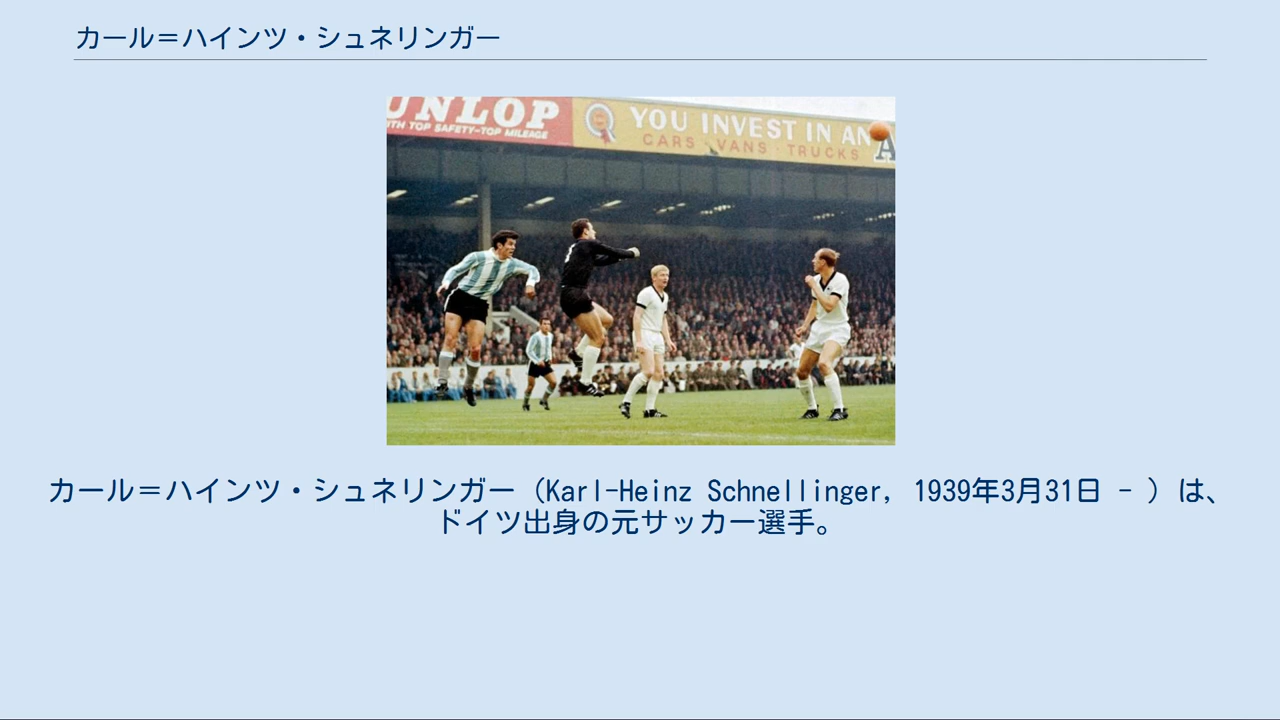 カール＝ハインツ・シュネリンガー
UNLOP
WITH TOP SAFETY-TOP MILEAGE
YOU INVEST IN AN
CARS VANS TRUCKS
A
カール＝ハインツ・シュネリンガー（Karl-Heinz Schnellinger, 1939年3月31日 - ）は、
ドイツ出身の元サッカー選手。